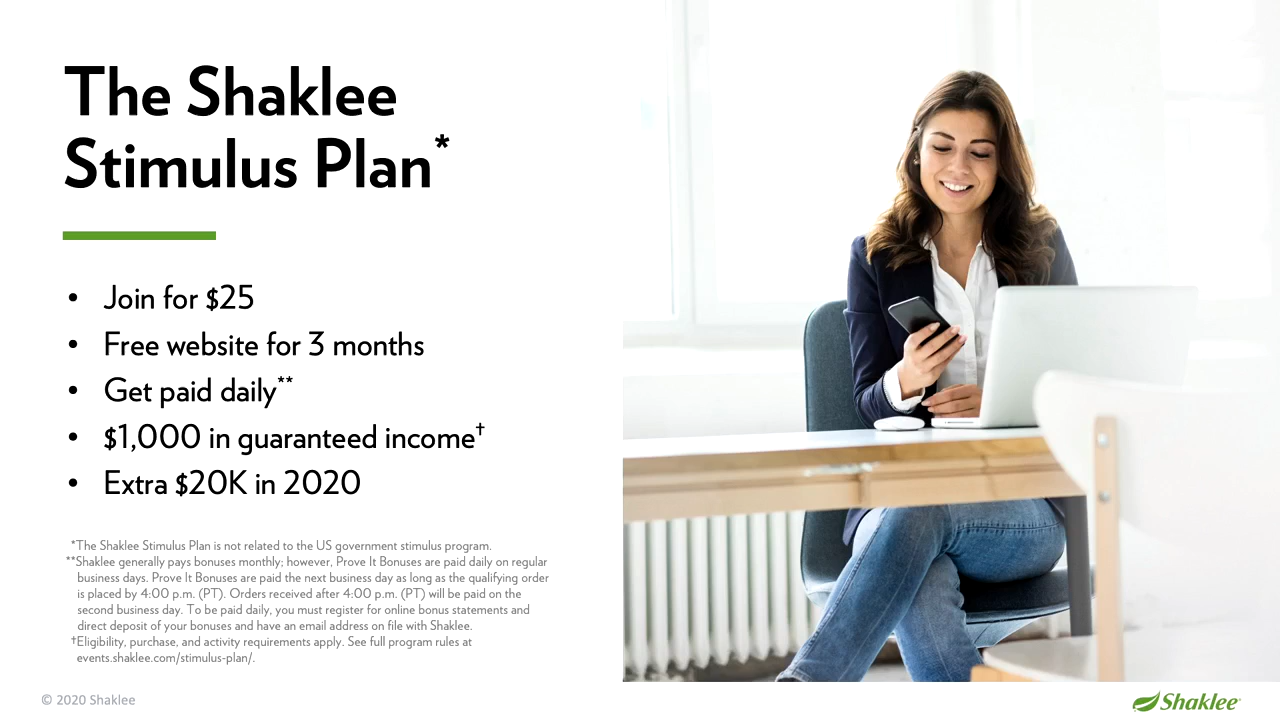 The Shaklee
Stimulus Plan*
• Join for $25
• Free website for 3 months
• Get paid daily**
• $1,000 in guaranteed income†
• Extra $20K in 2020
*The Shaklee Stimulus Plan is not related to the US government stimulus program.
**Shaklee generally pays bonuses monthly; however, Prove It Bonuses are paid daily on regular
business days. Prove It Bonuses are paid the next business day as long as the qualifying order
is placed by 4:00 p.m. (PT). Orders received after 4:00 p.m. (PT) will be paid on the
second business day. To be paid daily, you must register for online bonus statements and
direct deposit of your bonuses and have an email address on file with Shaklee.
†Eligibility, purchase, and activity requirements apply. See full program rules at
events.shaklee.com/stimulus-plan/.
© 2020 Shaklee
Shaklee